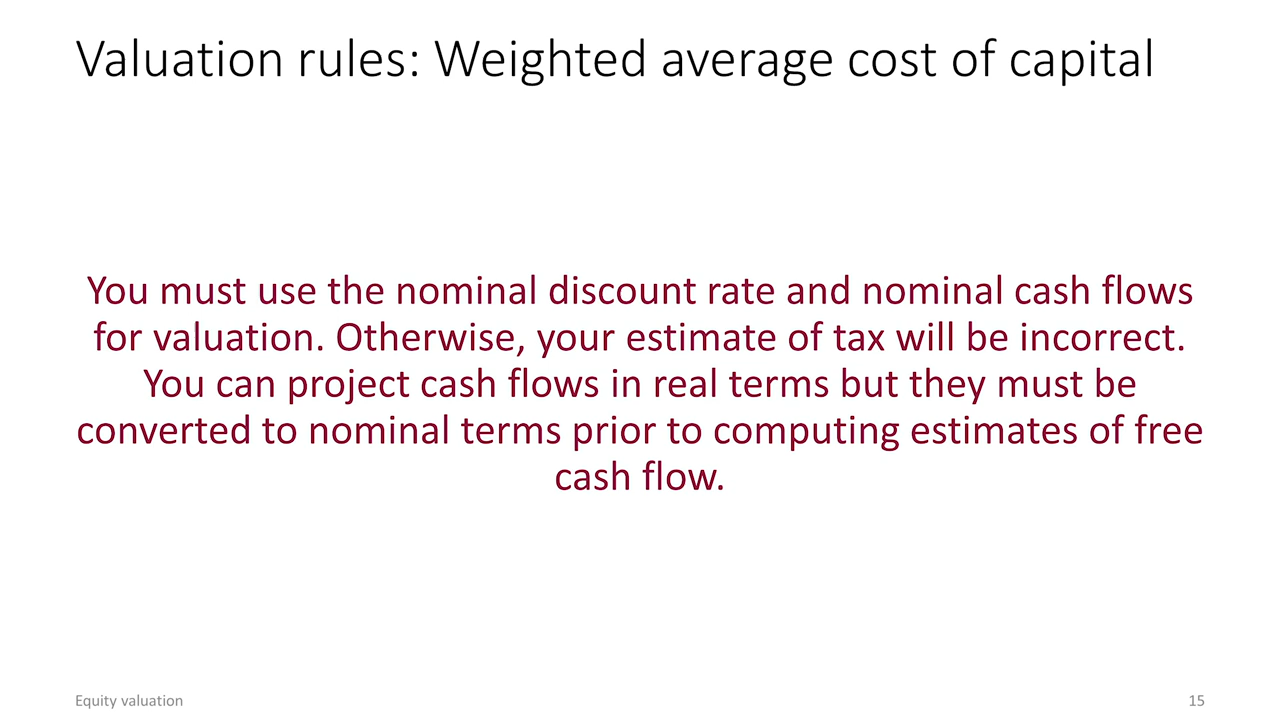 Valuation rules: Weighted average cost of capital
You must use the nominal discount rate and nominal cash flows
for valuation. Otherwise, your estimate of tax will be incorrect.
You can project cash flows in real terms but they must be
converted to nominal terms prior to computing estimates of free
cash flow.
Equity valuation
15